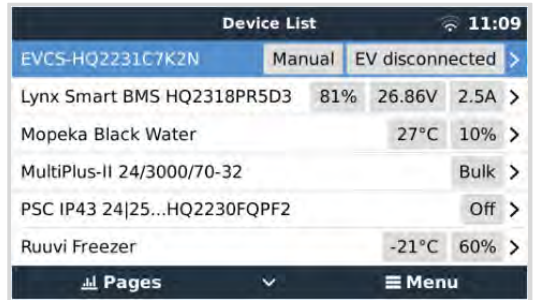 Device List 11:09
EVCS-HQ2231C7K2N Manual EV disconnected >
Lynx Smart BMS HQ2318PR5D3 81% 26.86V 2.5A >
Mopeka Black Water 27°C 10% >
MultiPlus-II 24/3000/70-32 Bulk >
PSC IP43 24|25...HQ2230FQPF2 Off >
Ruuvi Freezer -21°C 60% >
Pages Menu